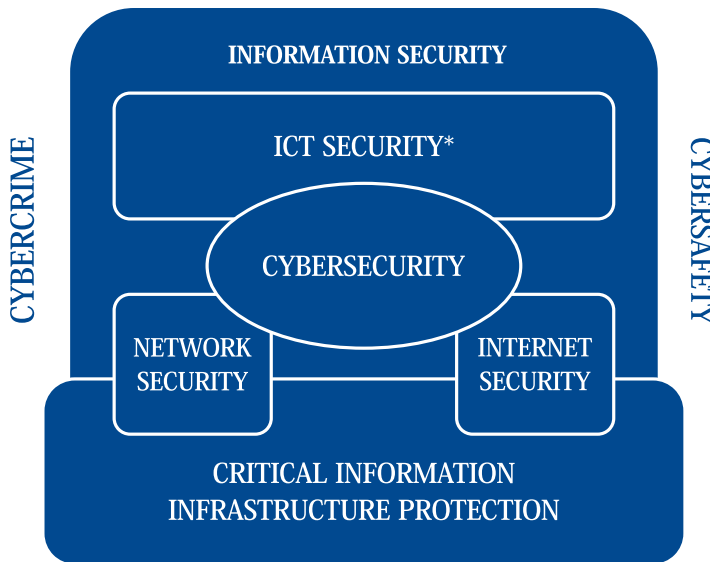 INFORMATION SECURITY
ICT SECURITY*
CYBERCRIME
CYBERSAFETY
CYBERSECURITY
NETWORK
SECURITY
INTERNET
SECURITY
CRITICAL INFORMATION
INFRASTRUCTURE PROTECTION